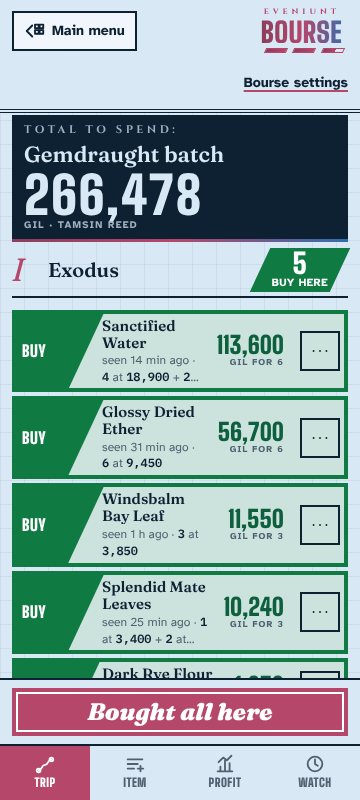 Main menu
EVENIUNT
BOURSE
Bourse settings
TOTAL TO SPEND:
Gemdraught batch
266,478
GIL · TAMSIN REED
I Exodus
5
BUY HERE
BUY
Sanctified
Water
seen 14 min ago ·
4 at 18,900 + 2…
113,600
GIL FOR 6
...
BUY
Glossy Dried
Ether
seen 31 min ago ·
6 at 9,450
56,700
GIL FOR 6
...
BUY
Windsbalm
Bay Leaf
seen 1 h ago · 3 at
3,850
11,550
GIL FOR 3
...
BUY
Splendid Mate
Leaves
seen 25 min ago · 1
at 3,400 + 2 at…
10,240
GIL FOR 3
...
Dark Rye Flour
Bought all here
TRIP
ITEM
PROFIT
WATCH